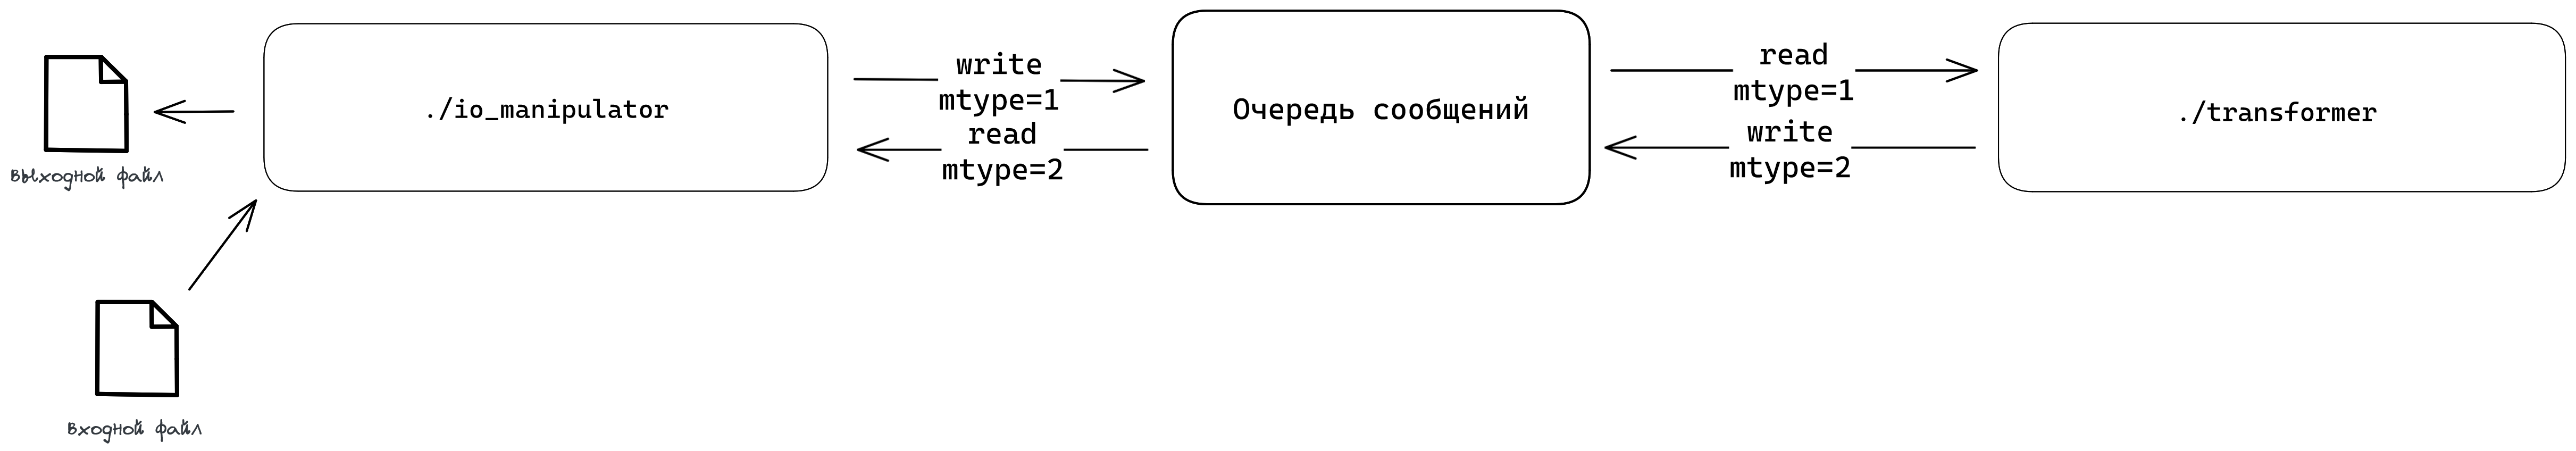 выходной файл
./io_manipulator
write
mtype=1
read
mtype=2
Очередь сообщений
read
mtype=1
write
mtype=2
./transformer
входной файл